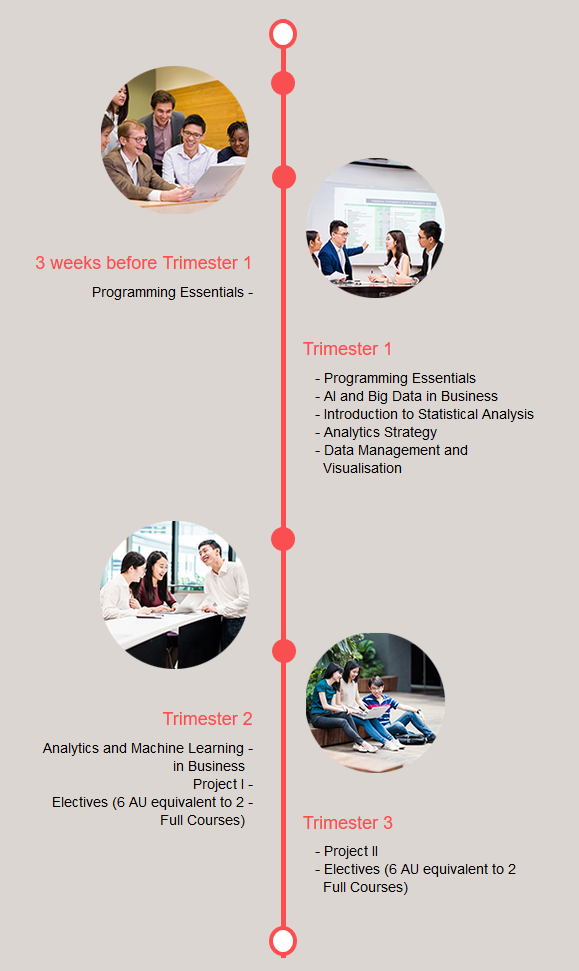 3 weeks before Trimester 1
Programming Essentials -
Trimester 1
- Programming Essentials
- AI and Big Data in Business
- Introduction to Statistical Analysis
- Analytics Strategy
- Data Management and
Visualisation
Trimester 2
Analytics and Machine Learning -
in Business
Project I -
Electives (6 AU equivalent to 2 -
Full Courses)
Trimester 3
- Project II
- Electives (6 AU equivalent to 2
Full Courses)